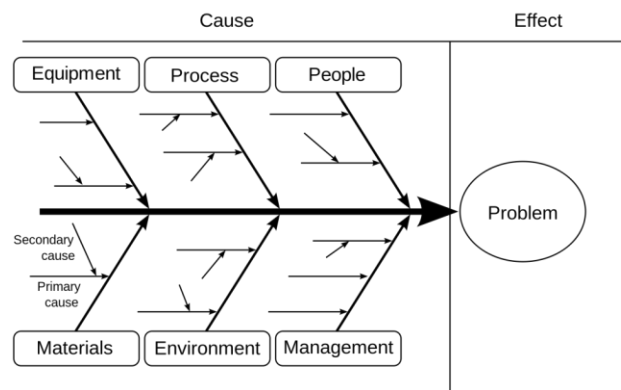 Cause
Effect
Equipment
Process
People
Problem
Secondary
cause
Primary
cause
Materials
Environment
Management